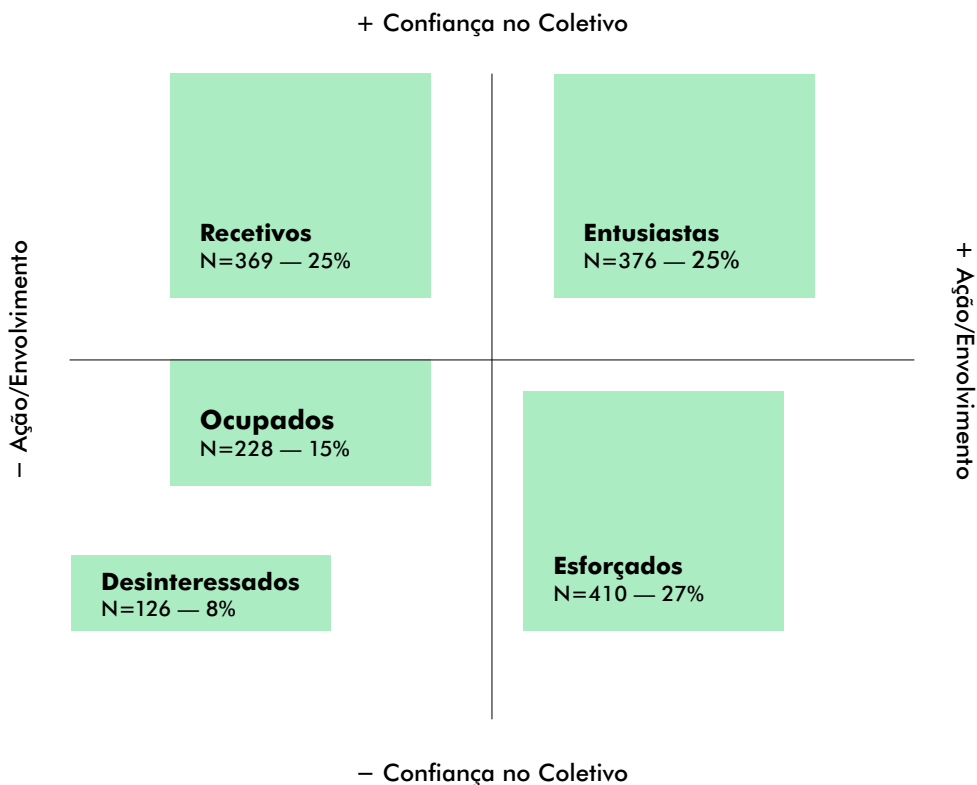 + Confiança no Coletivo
Recetivos
N=369 — 25%
Entusiastas
N=376 — 25%
− Ação/Envolvimento
+ Ação/Envolvimento
Ocupados
N=228 — 15%
Desinteressados
N=126 — 8%
Esforçados
N=410 — 27%
− Confiança no Coletivo